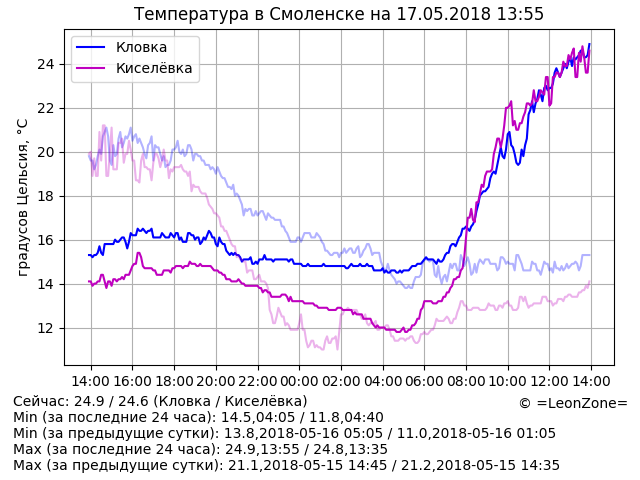 Температура в Смоленске на 17.05.2018 13:55
Кловка
Киселёвка
градусов Цельсия, °C
24
22
20
18
16
14
12
14:00 16:00 18:00 20:00 22:00 00:00 02:00 04:00 06:00 08:00 10:00 12:00 14:00
Сейчас: 24.9 / 24.6 (Кловка / Киселёвка)
© =LeonZone=
Min (за последние 24 часа): 14.5,04:05 / 11.8,04:40
Min (за предыдущие сутки): 13.8,2018-05-16 05:05 / 11.0,2018-05-16 01:05
Max (за последние 24 часа): 24.9,13:55 / 24.8,13:35
Max (за предыдущие сутки): 21.1,2018-05-15 14:45 / 21.2,2018-05-15 14:35